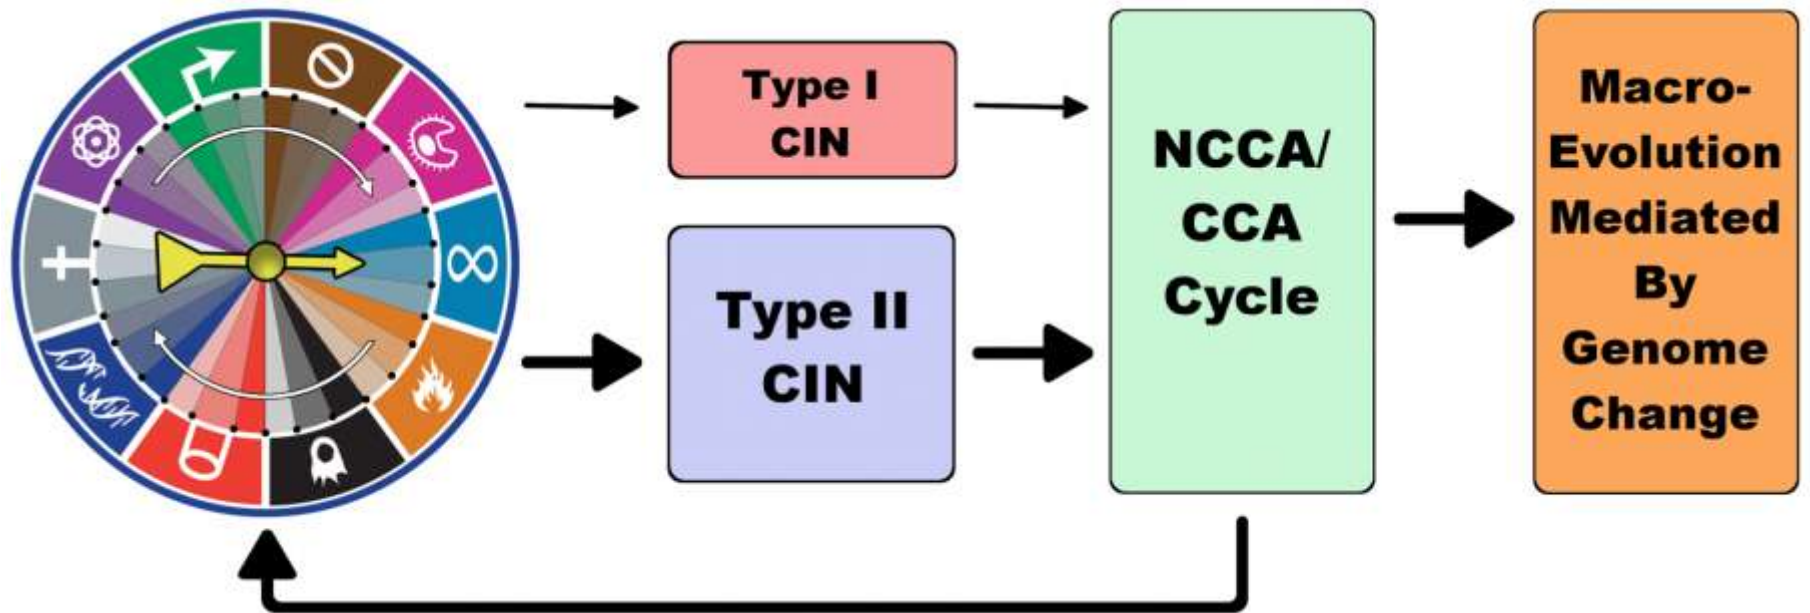 Type I
CIN
Type II
CIN
NCCA/
CCA
Cycle
Macro-
Evolution
Mediated
By
Genome
Change